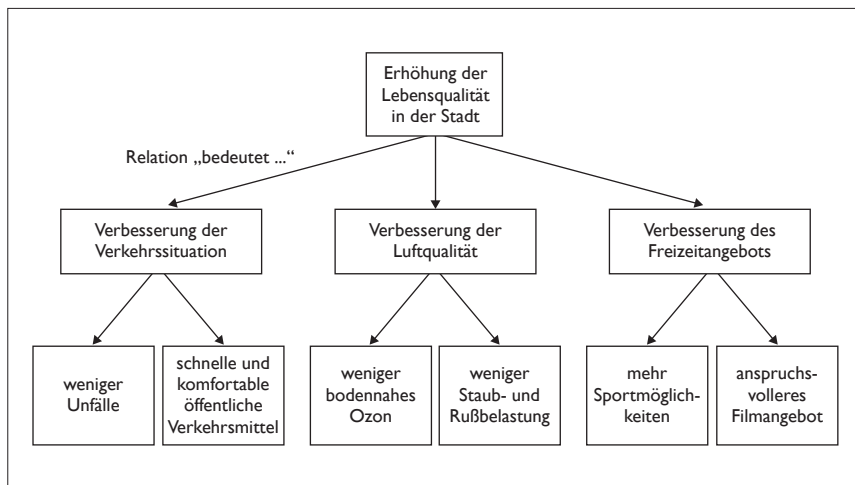 Erhöhung der
Lebensqualität
in der Stadt
Relation „bedeutet ...“
Verbesserung der
Verkehrssituation
Verbesserung der
Luftqualität
Verbesserung des
Freizeitangebots
weniger
Unfälle
schnelle und
komfortable
öffentliche
Verkehrsmittel
weniger
bodennahes
Ozon
weniger
Staub- und
Rußbelastung
mehr
Sportmöglich-
keiten
anspruchs-
volleres
Filmangebot